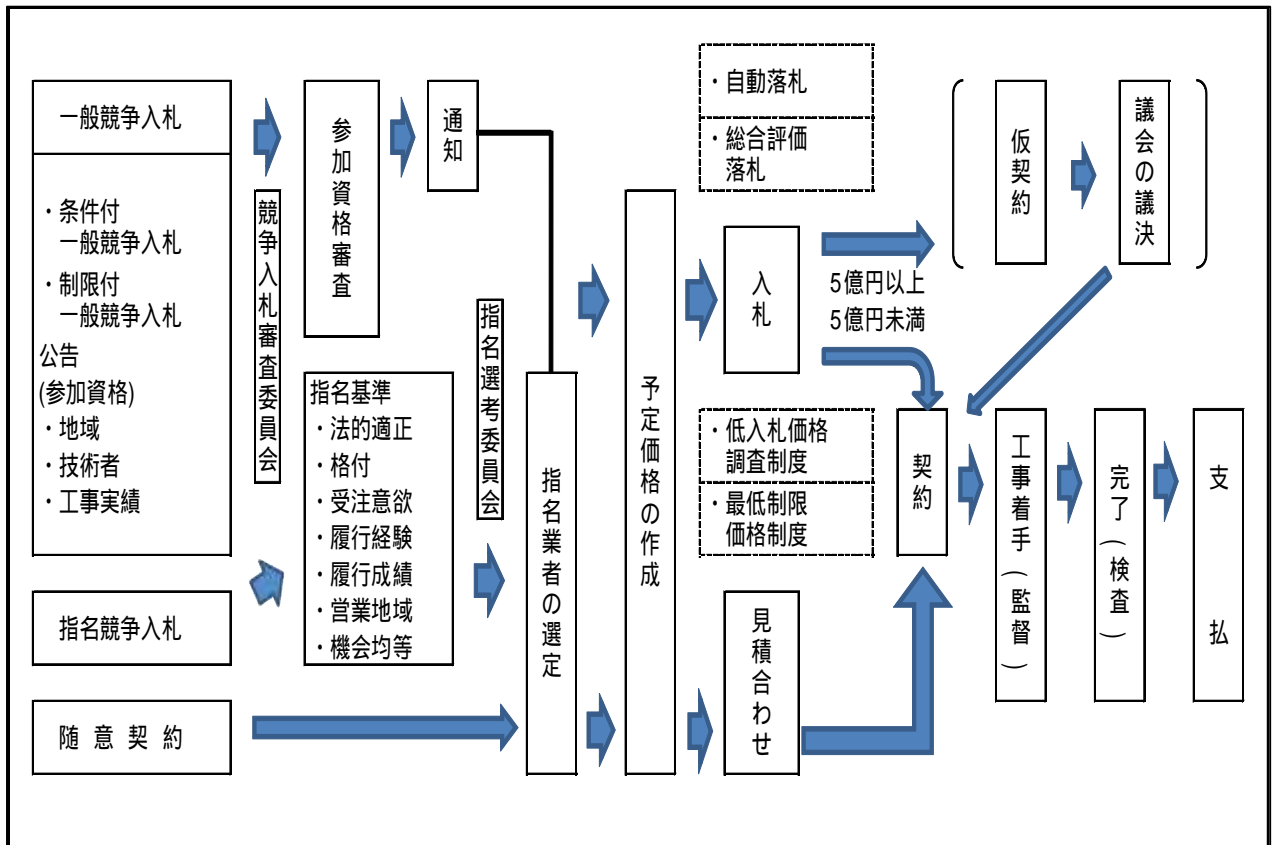 一般競争入札
・条件付
一般競争入札
・制限付
一般競争入札
公告
(参加資格)
・地域
・技術者
・工事実績
指名競争入札
随意契約
競争入札審査委員会
参加資格審査
通知
指名基準
・法的適正
・格付
・受注意欲
・履行経験
・履行成績
・営業地域
・機会均等
指名選考委員会
指名業者の選定
予定価格の作成
・自動落札
・総合評価
落札
入札
5億円以上
5億円未満
・低入札価格
調査制度
・最低制限
価格制度
見積合わせ
仮契約
議会の議決
契約
工事着手(監督)
完了(検査)
支払